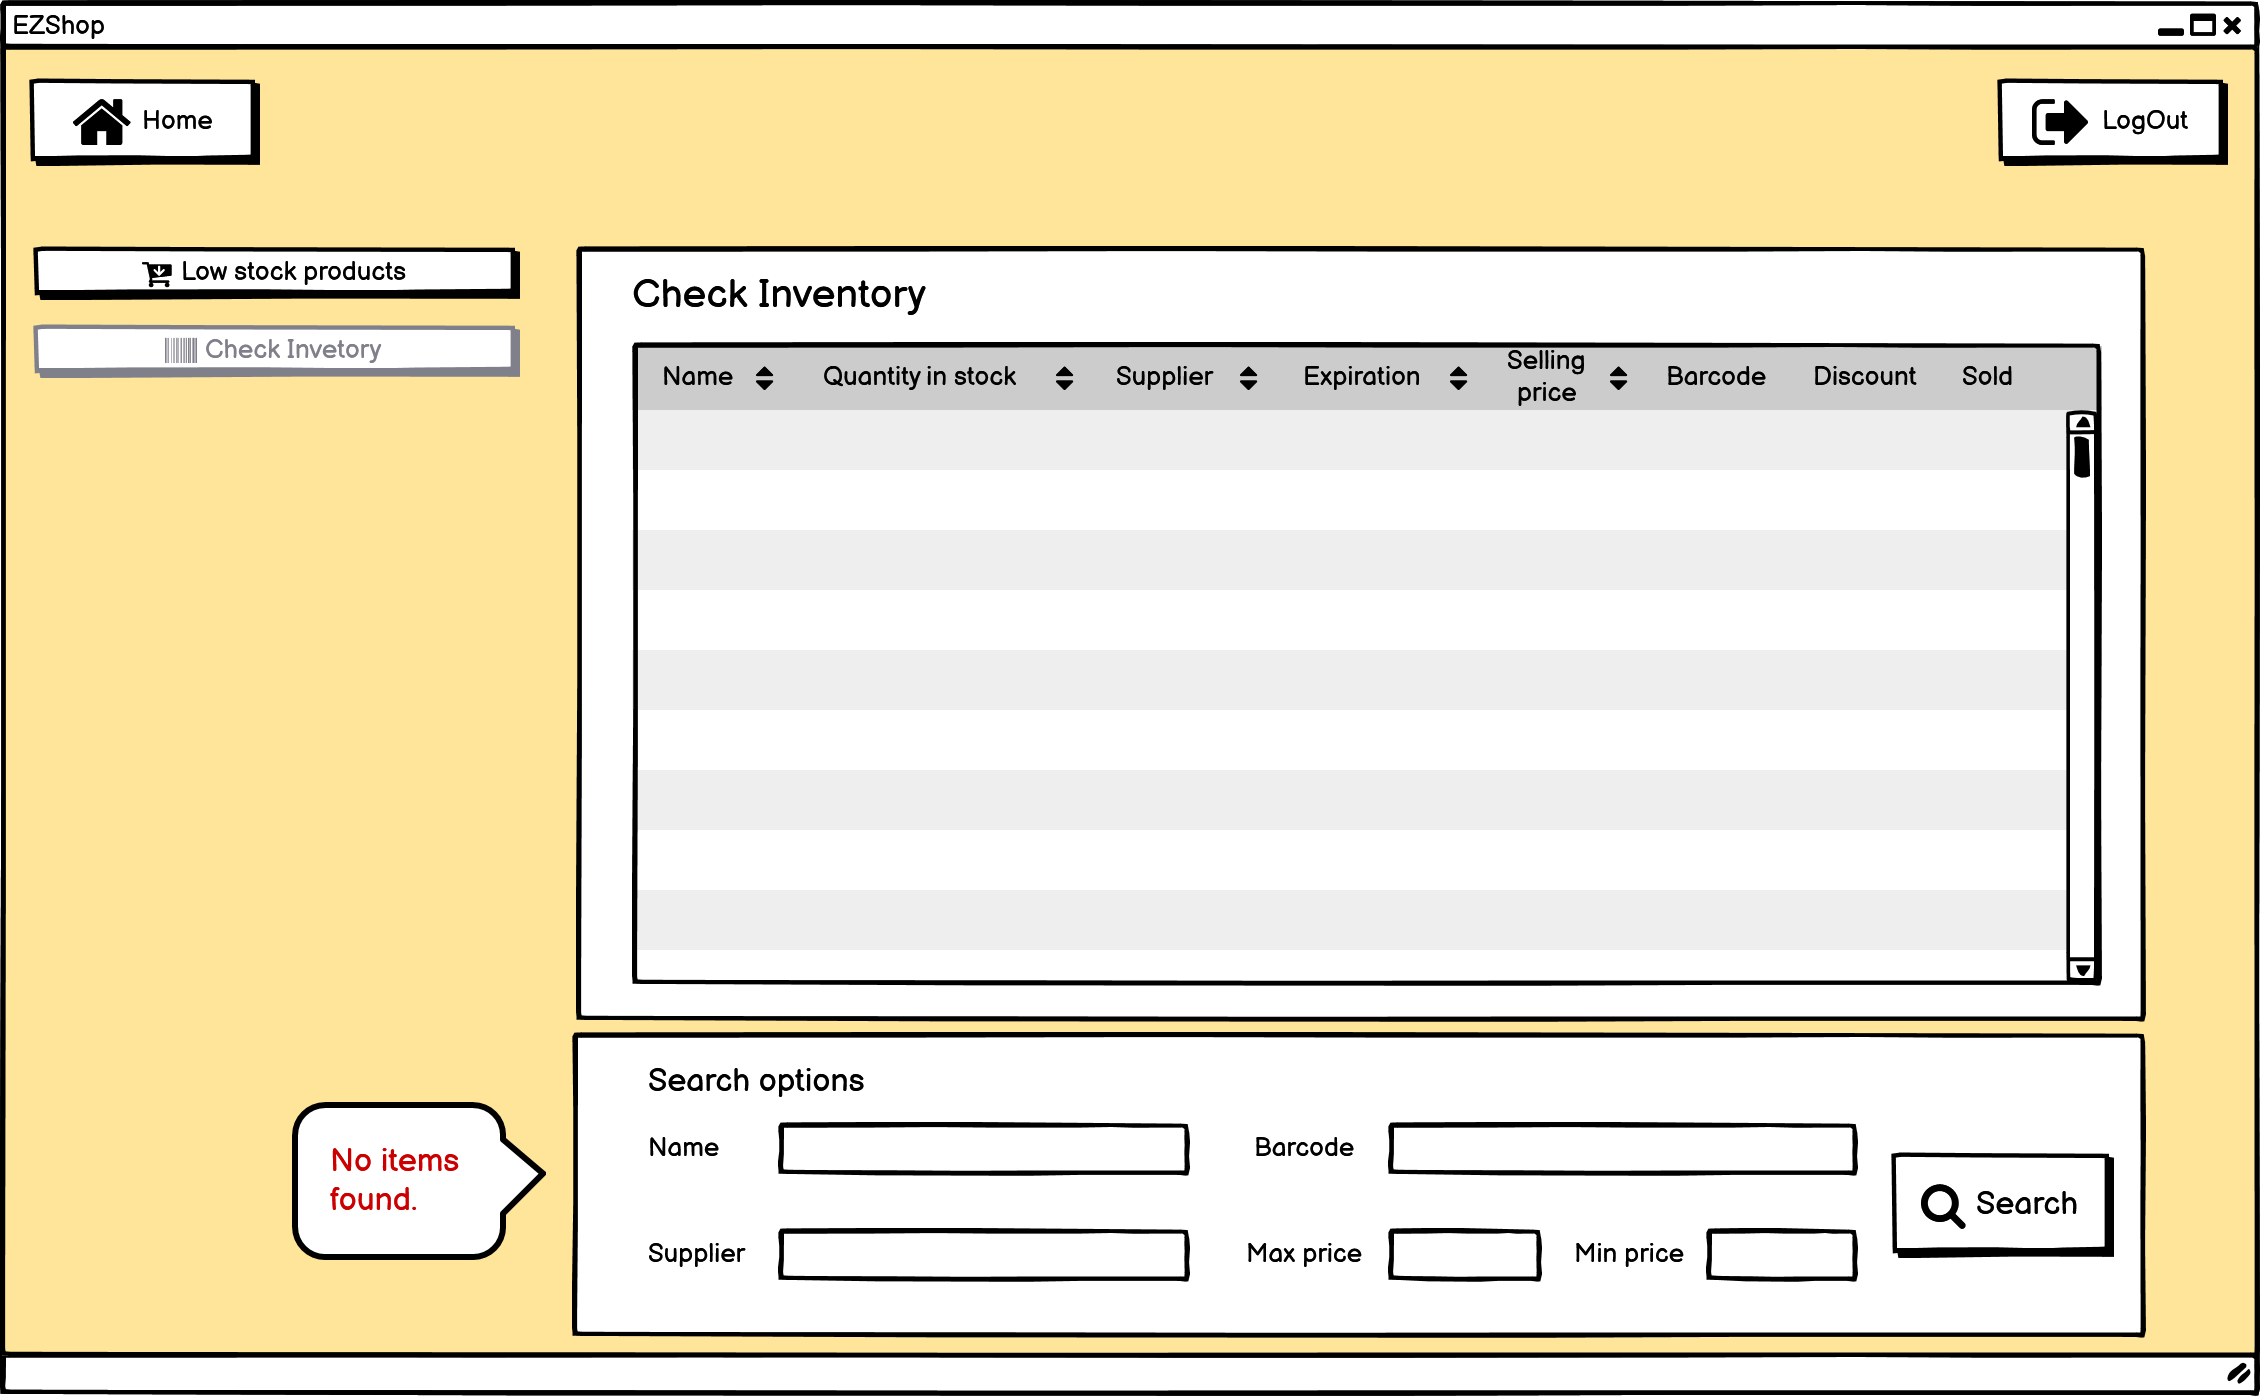 EZShop
Home
LogOut
Low stock products
Check Invetory
Check Inventory
Name
Quantity in stock
Supplier
Expiration
Selling
price
Barcode
Discount
Sold
Search options
Name
Barcode
Supplier
Max price
Min price
Search
No items
found.